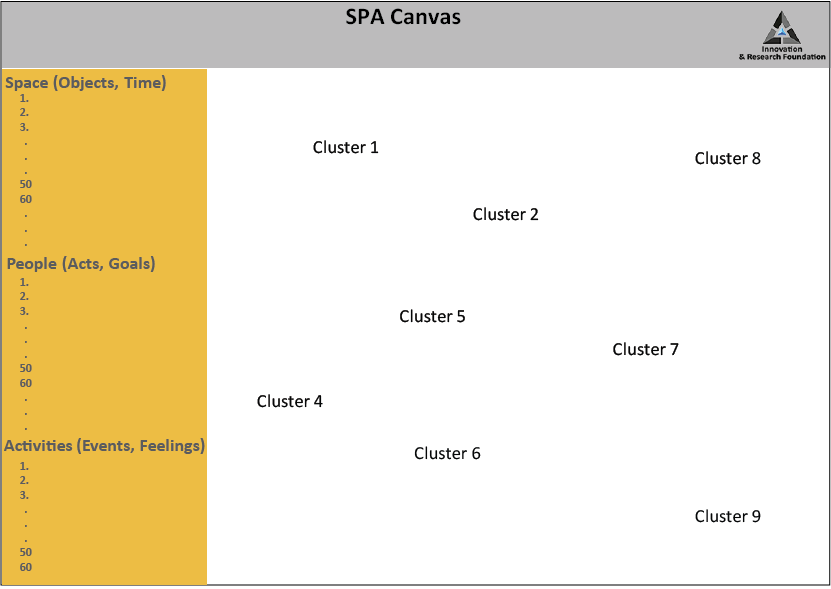 SPA Canvas
Innovation
& Research Foundation
Space (Objects, Time)
1.
2.
3.
.
.
.
50
60
.
.
.
People (Acts, Goals)
1.
2.
3.
.
.
.
50
60
.
.
.
Activities (Events, Feelings)
1.
2.
3.
.
.
.
50
60
Cluster 1
Cluster 8
Cluster 2
Cluster 5
Cluster 7
Cluster 4
Cluster 6
Cluster 9